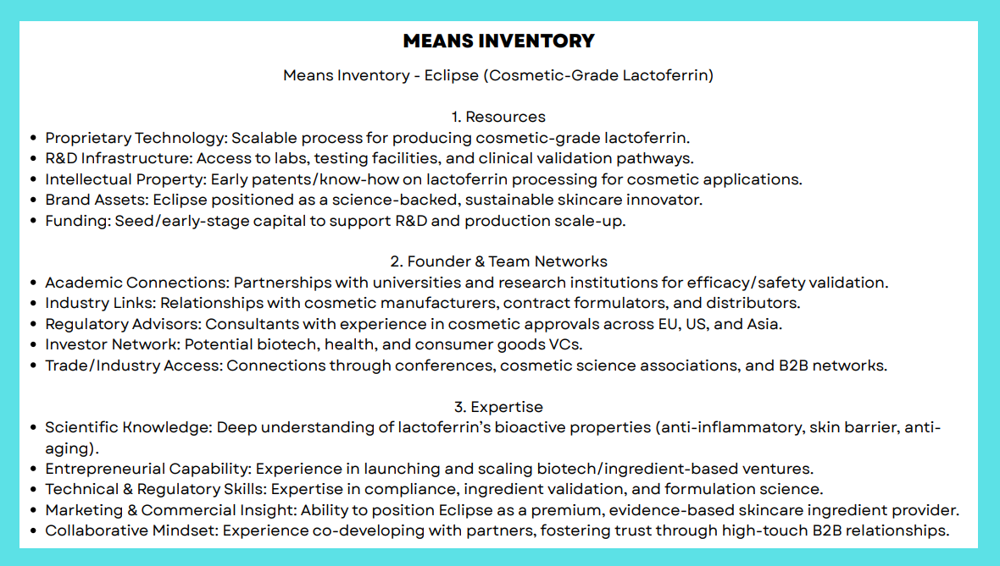 MEANS INVENTORY
Means Inventory - Eclipse (Cosmetic-Grade Lactoferrin)
1. Resources
• Proprietary Technology: Scalable process for producing cosmetic-grade lactoferrin.
• R&D Infrastructure: Access to labs, testing facilities, and clinical validation pathways.
• Intellectual Property: Early patents/know-how on lactoferrin processing for cosmetic applications.
• Brand Assets: Eclipse positioned as a science-backed, sustainable skincare innovator.
• Funding: Seed/early-stage capital to support R&D and production scale-up.
2. Founder & Team Networks
• Academic Connections: Partnerships with universities and research institutions for efficacy/safety validation.
• Industry Links: Relationships with cosmetic manufacturers, contract formulators, and distributors.
• Regulatory Advisors: Consultants with experience in cosmetic approvals across EU, US, and Asia.
• Investor Network: Potential biotech, health, and consumer goods VCs.
• Trade/Industry Access: Connections through conferences, cosmetic science associations, and B2B networks.
3. Expertise
• Scientific Knowledge: Deep understanding of lactoferrin’s bioactive properties (anti-inflammatory, skin barrier, anti-
aging).
• Entrepreneurial Capability: Experience in launching and scaling biotech/ingredient-based ventures.
• Technical & Regulatory Skills: Expertise in compliance, ingredient validation, and formulation science.
• Marketing & Commercial Insight: Ability to position Eclipse as a premium, evidence-based skincare ingredient provider.
• Collaborative Mindset: Experience co-developing with partners, fostering trust through high-touch B2B relationships.